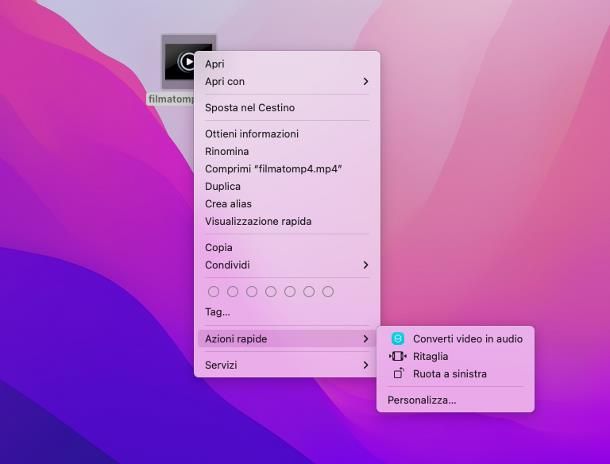 filmatomp
Apri
Apri con
Sposta nel Cestino
Ottieni informazioni
Rinomina
Comprimi “filmatomp4.mp4”
Duplica
Crea alias
Visualizzazione rapida
Copia
Condividi
Tag...
Azioni rapide
Servizi
Converti video in audio
Ritaglia
Ruota a sinistra
Personalizza...